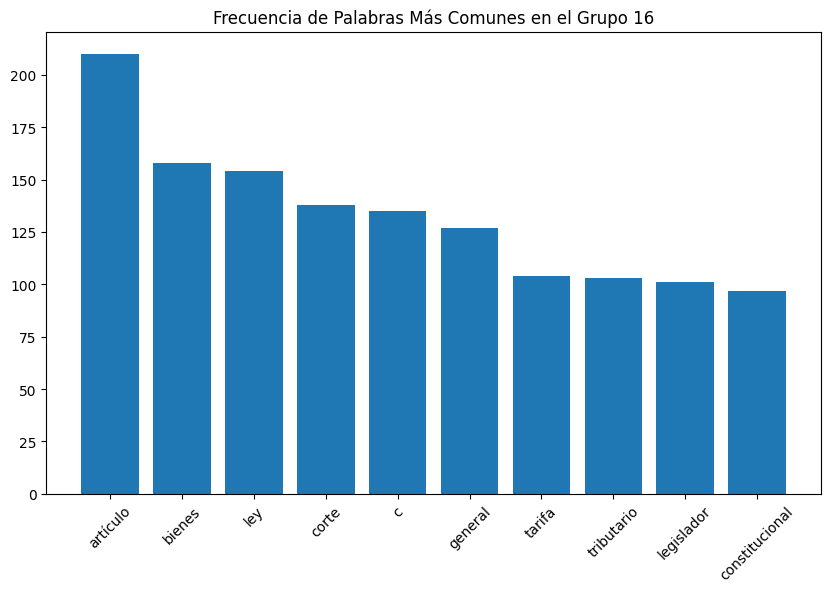 Frecuencia de Palabras Más Comunes en el Grupo 16
200
175
150
125
100
75
50
25
0
artículo
bienes
ley
corte
c
general
tarifa
tributario
legislador
constitucional